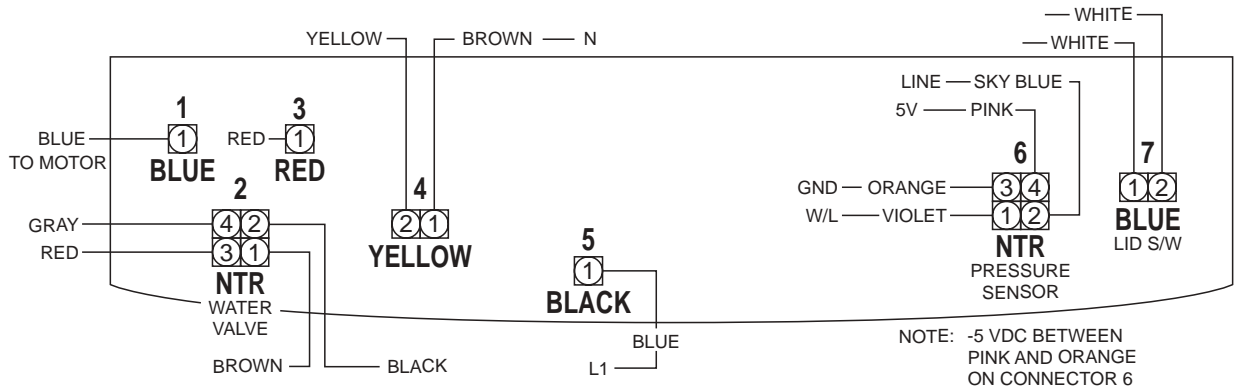 WHITE
WHITE
YELLOW
BROWN
N
LINE
SKY BLUE
5V
PINK
1
3
BLUE
TO MOTOR
1
RED
1
BLUE
RED
2
4
6
7
GRAY
4 2
RED
3 1
NTR
WATER
VALVE
2 1
YELLOW
GND
ORANGE
3 4
W/L
VIOLET
1 2
NTR
PRESSURE
SENSOR
1 2
BLUE
LID S/W
5
1
BLACK
BROWN
BLACK
BLUE
L1
NOTE: -5 VDC BETWEEN
PINK AND ORANGE
ON CONNECTOR 6